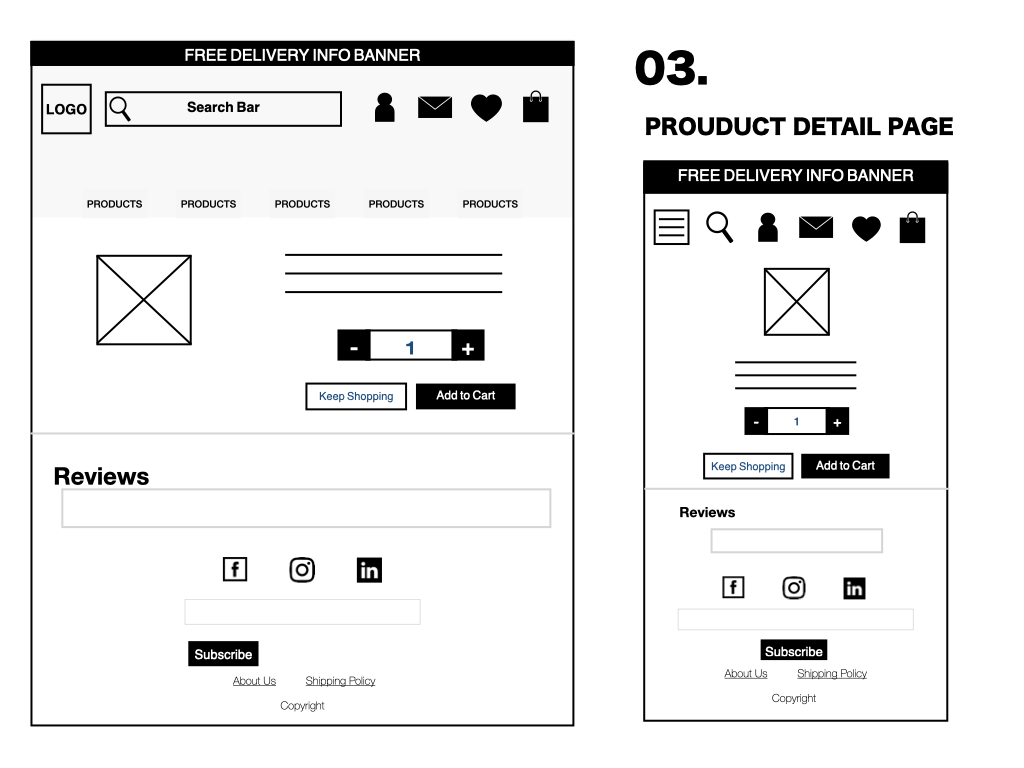 FREE DELIVERY INFO BANNER
LOGO
Search Bar
PRODUCTS PRODUCTS PRODUCTS PRODUCTS PRODUCTS
- 1 +
Keep Shopping Add to Cart
Reviews
f in
Subscribe
About Us Shipping Policy
Copyright
03.
PROUDUCT DETAIL PAGE
FREE DELIVERY INFO BANNER
- 1 +
Keep Shopping Add to Cart
Reviews
f in
Subscribe
About Us Shipping Policy
Copyright